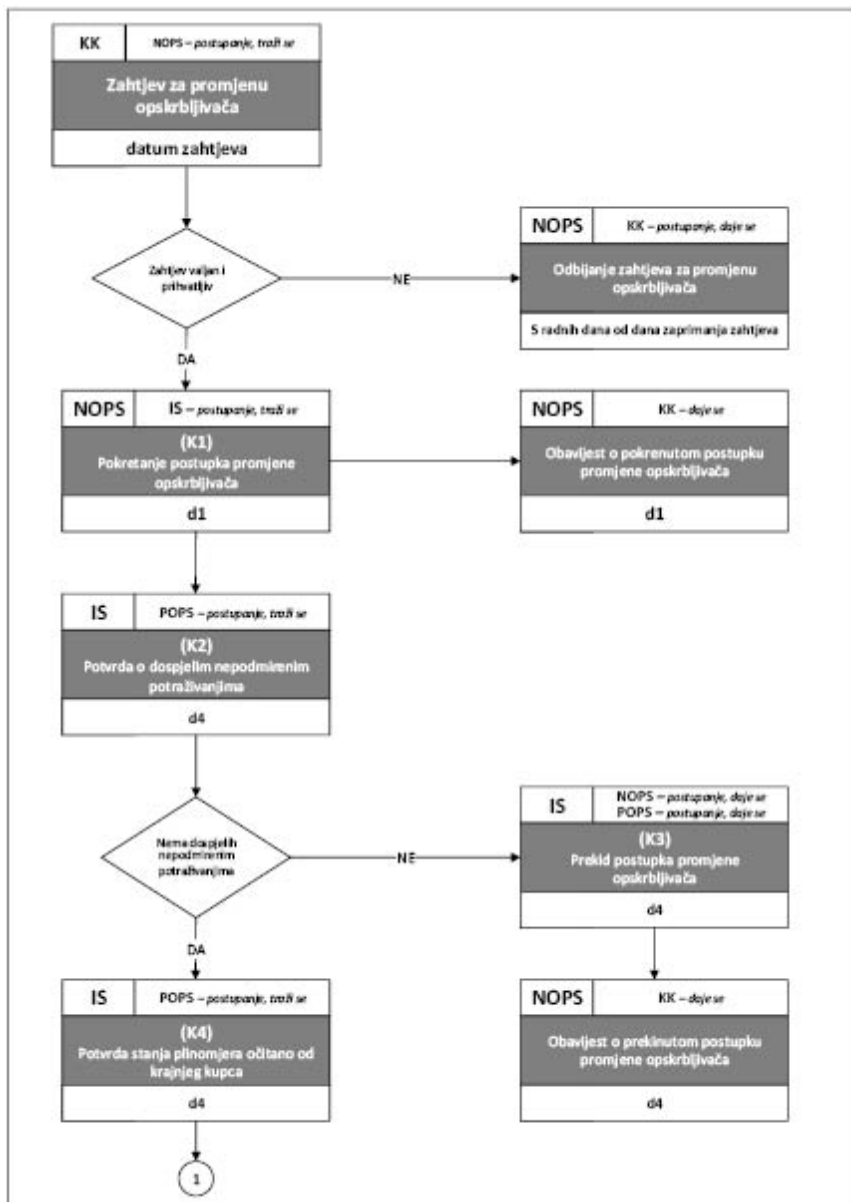 KK
NOPS – postupanje, traži se
Zahtjev za promjenu
opskrbljivača
datum zahtjeva
Zahtjev valjan i
prihvatljiv
NE
NOPS
KK – postupanje, daje se
Odbijanje zahtjeva za promjenu
opskrbljivača
5 radnih dana od dana zaprimanja zahtjeva
DA
NOPS
IS – postupanje, traži se
(K1)
Pokretanje postupka promjene
opskrbljivača
d1
NOPS
KK – daje se
Obavijest o pokrenutom postupku
promjene opskrbljivača
d1
IS
POPS – postupanje, traži se
(K2)
Potvrda o dospjelim nepodmirenim
potraživanjima
d4
Nema dospjelih
nepodmirenim
potraživanjima
NE
IS
NOPS – postupanje, daje se
POPS – postupanje, daje se
(K3)
Prekid postupka promjene
opskrbljivača
d4
DA
IS
POPS – postupanje, traži se
(K4)
Potvrda stanja plinomjera očitano od
krajnjeg kupca
d4
NOPS
KK – daje se
Obavijest o prekinutom postupku
promjene opskrbljivača
d4
1